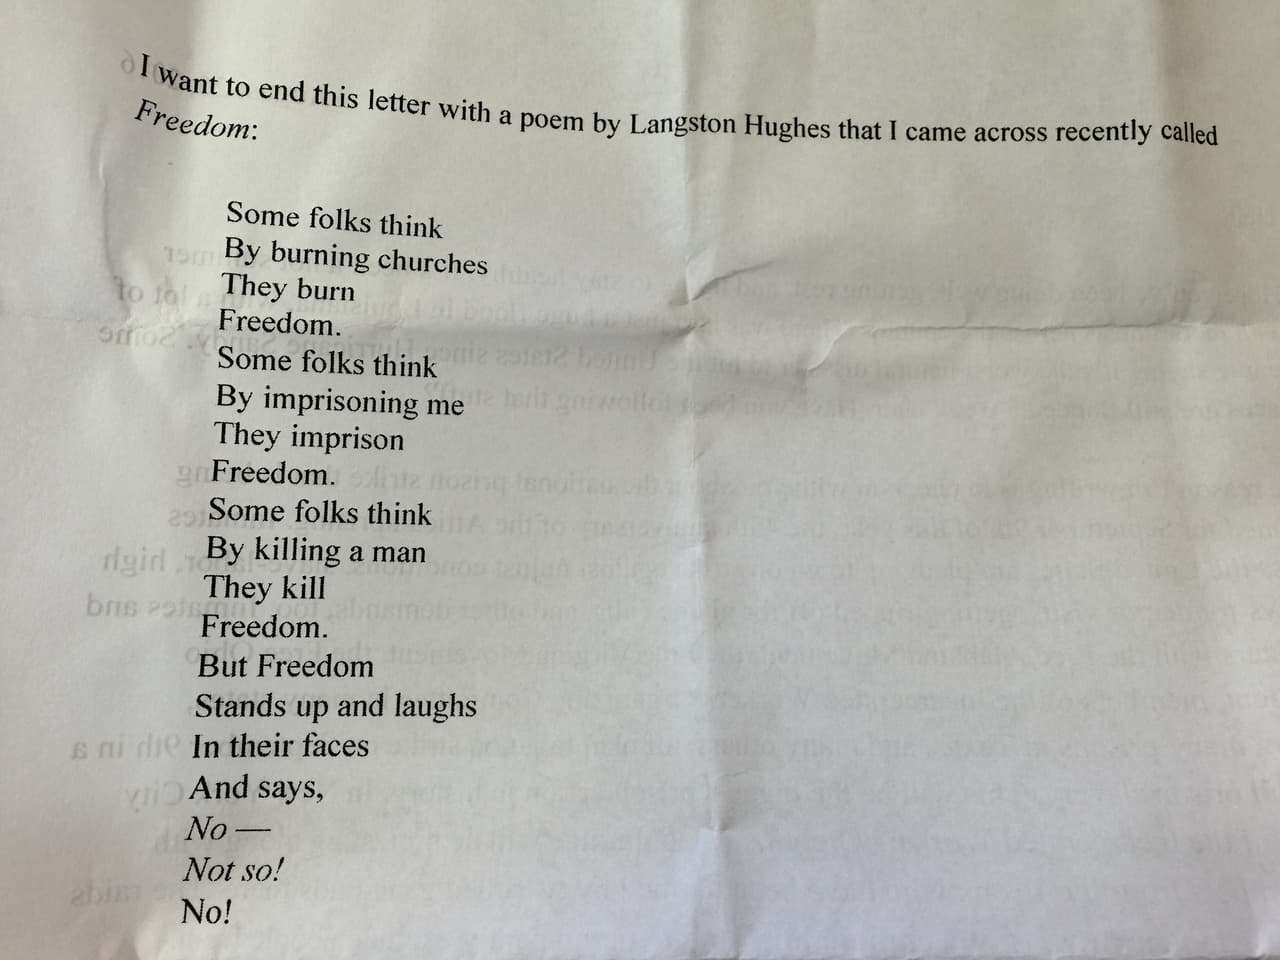 I want to end this letter with a poem by Langston Hughes that I came across recently called
Freedom:
Some folks think
By burning churches
They burn
Freedom.
Some folks think
By imprisoning me
They imprison
Freedom.
Some folks think
By killing a man
They kill
Freedom.
But Freedom
Stands up and laughs
In their faces
And says,
No —
Not so!
No!